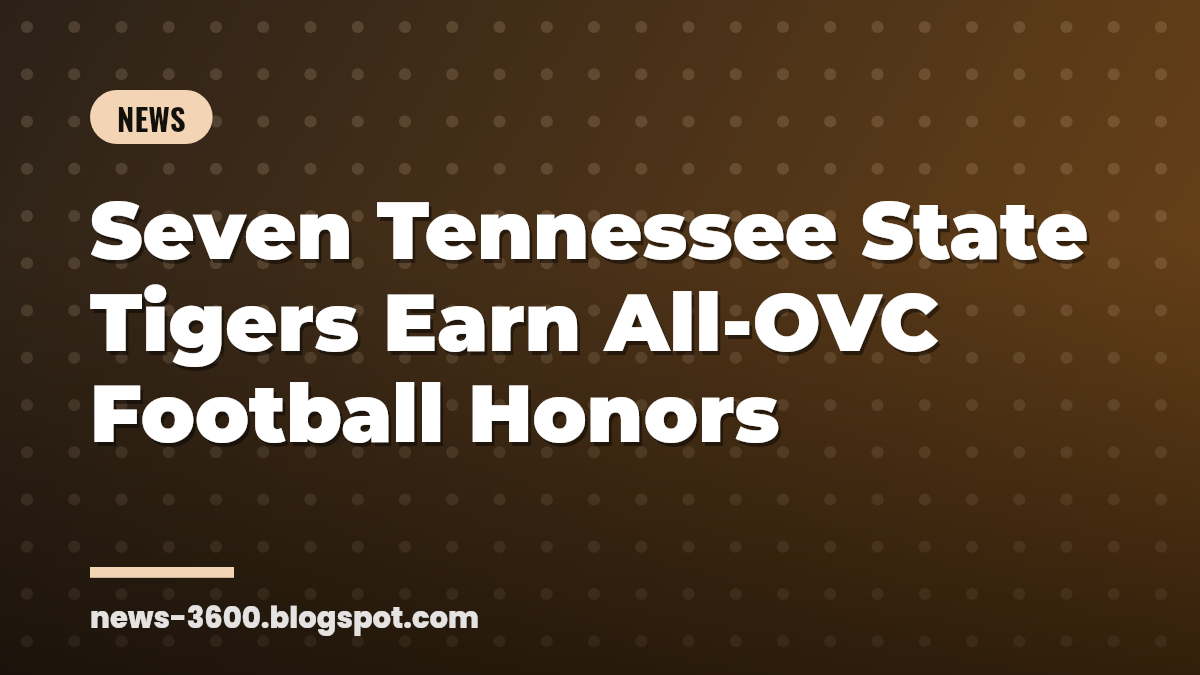 NEWS
Seven Tennessee State
Tigers Earn All-OVC
Football Honors
news-3600.blogspot.com